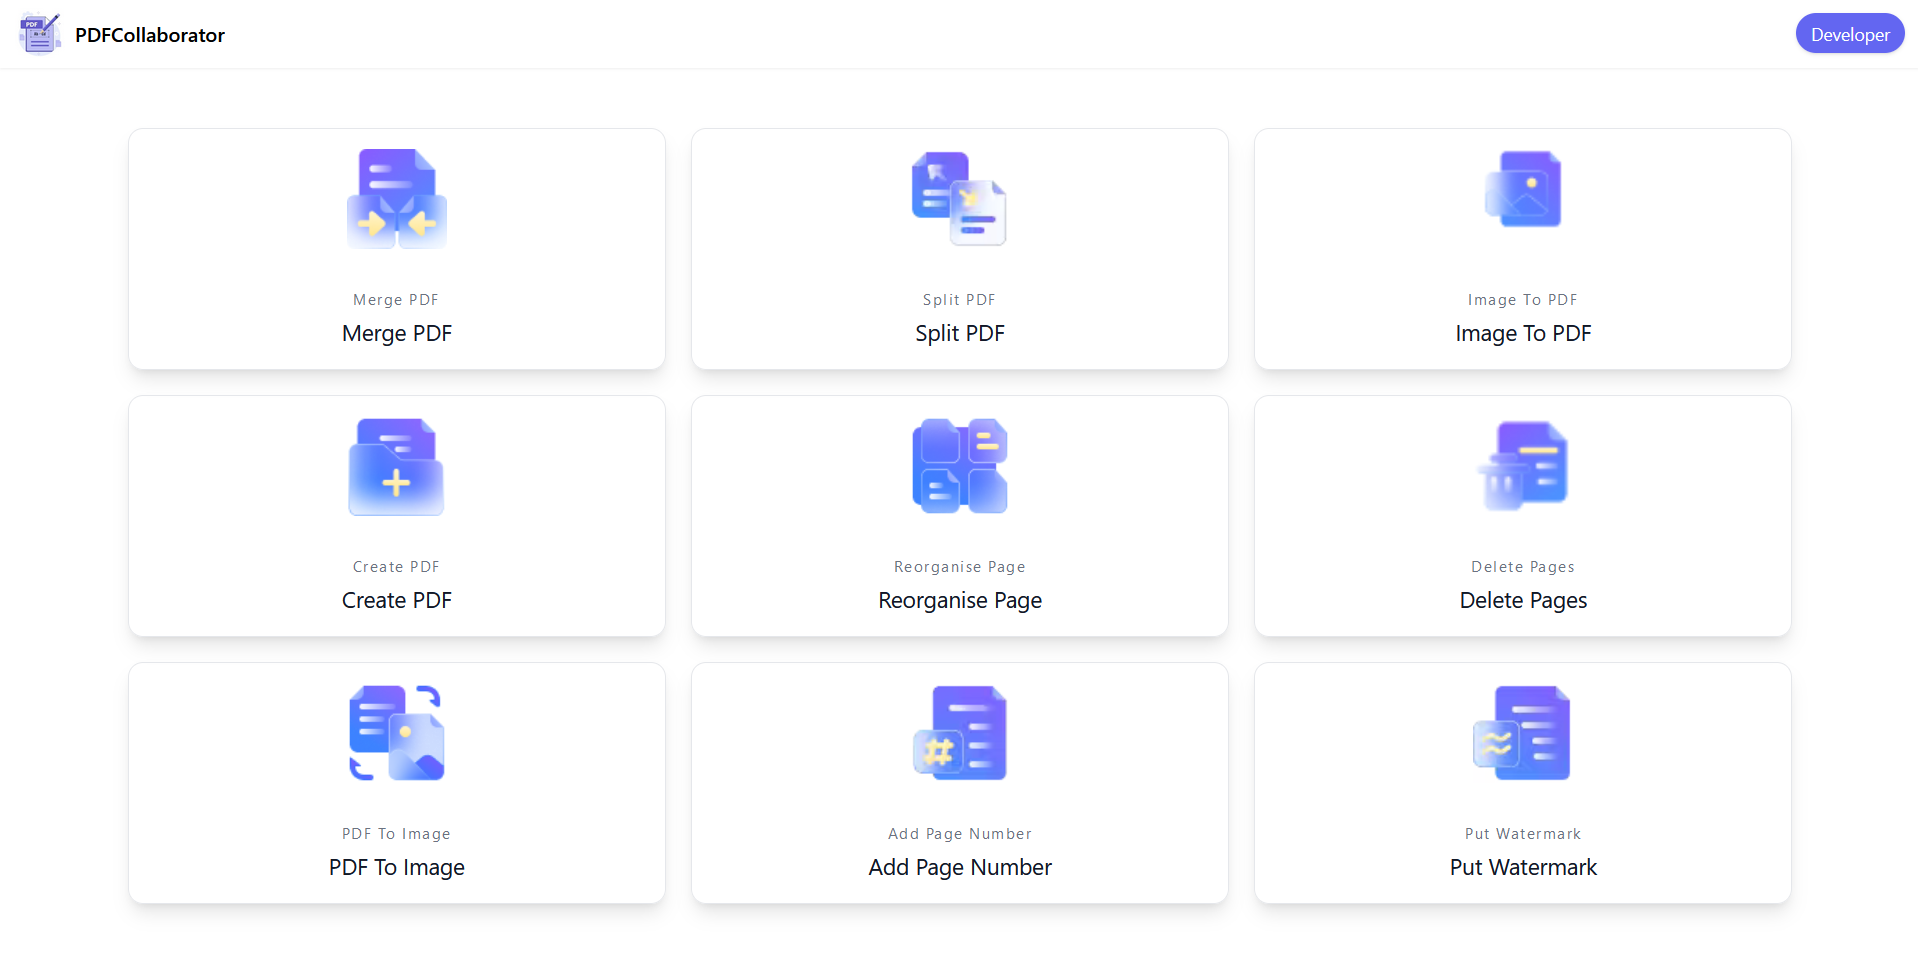 PDF
PDFCollaborator
Developer
Merge PDF
Merge PDF
Split PDF
Split PDF
Image To PDF
Image To PDF
Create PDF
Create PDF
Reorganise Page
Reorganise Page
Delete Pages
Delete Pages
PDF To Image
PDF To Image
#
Add Page Number
Add Page Number
Put Watermark
Put Watermark